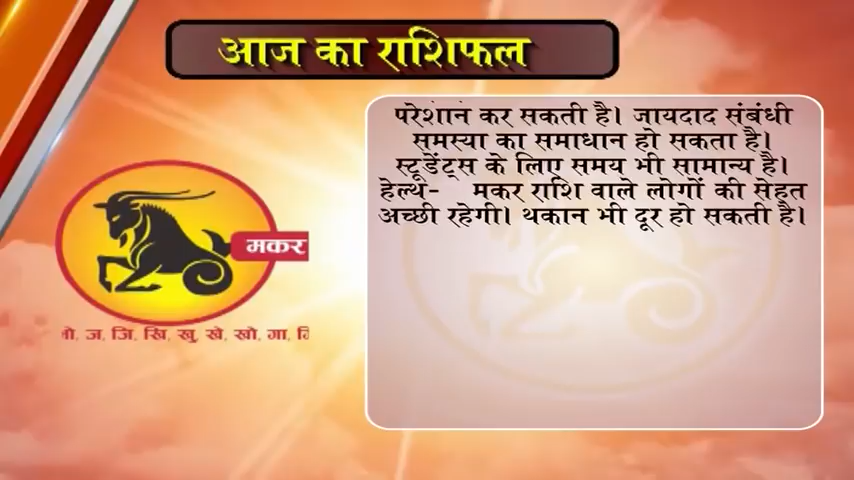 आज का राशिफल
परेशान कर सकती है। जायदाद संबंधी
समस्या का समाधान हो सकता है।
स्टूडेंट्स के लिए समय भी सामान्य है।
हेल्थ- मकर राशि वाले लोगों की सेहत
अच्छी रहेगी। थकान भी दूर हो सकती है।
मकर
ज, जि, खि, खु, खे, खो, गा,